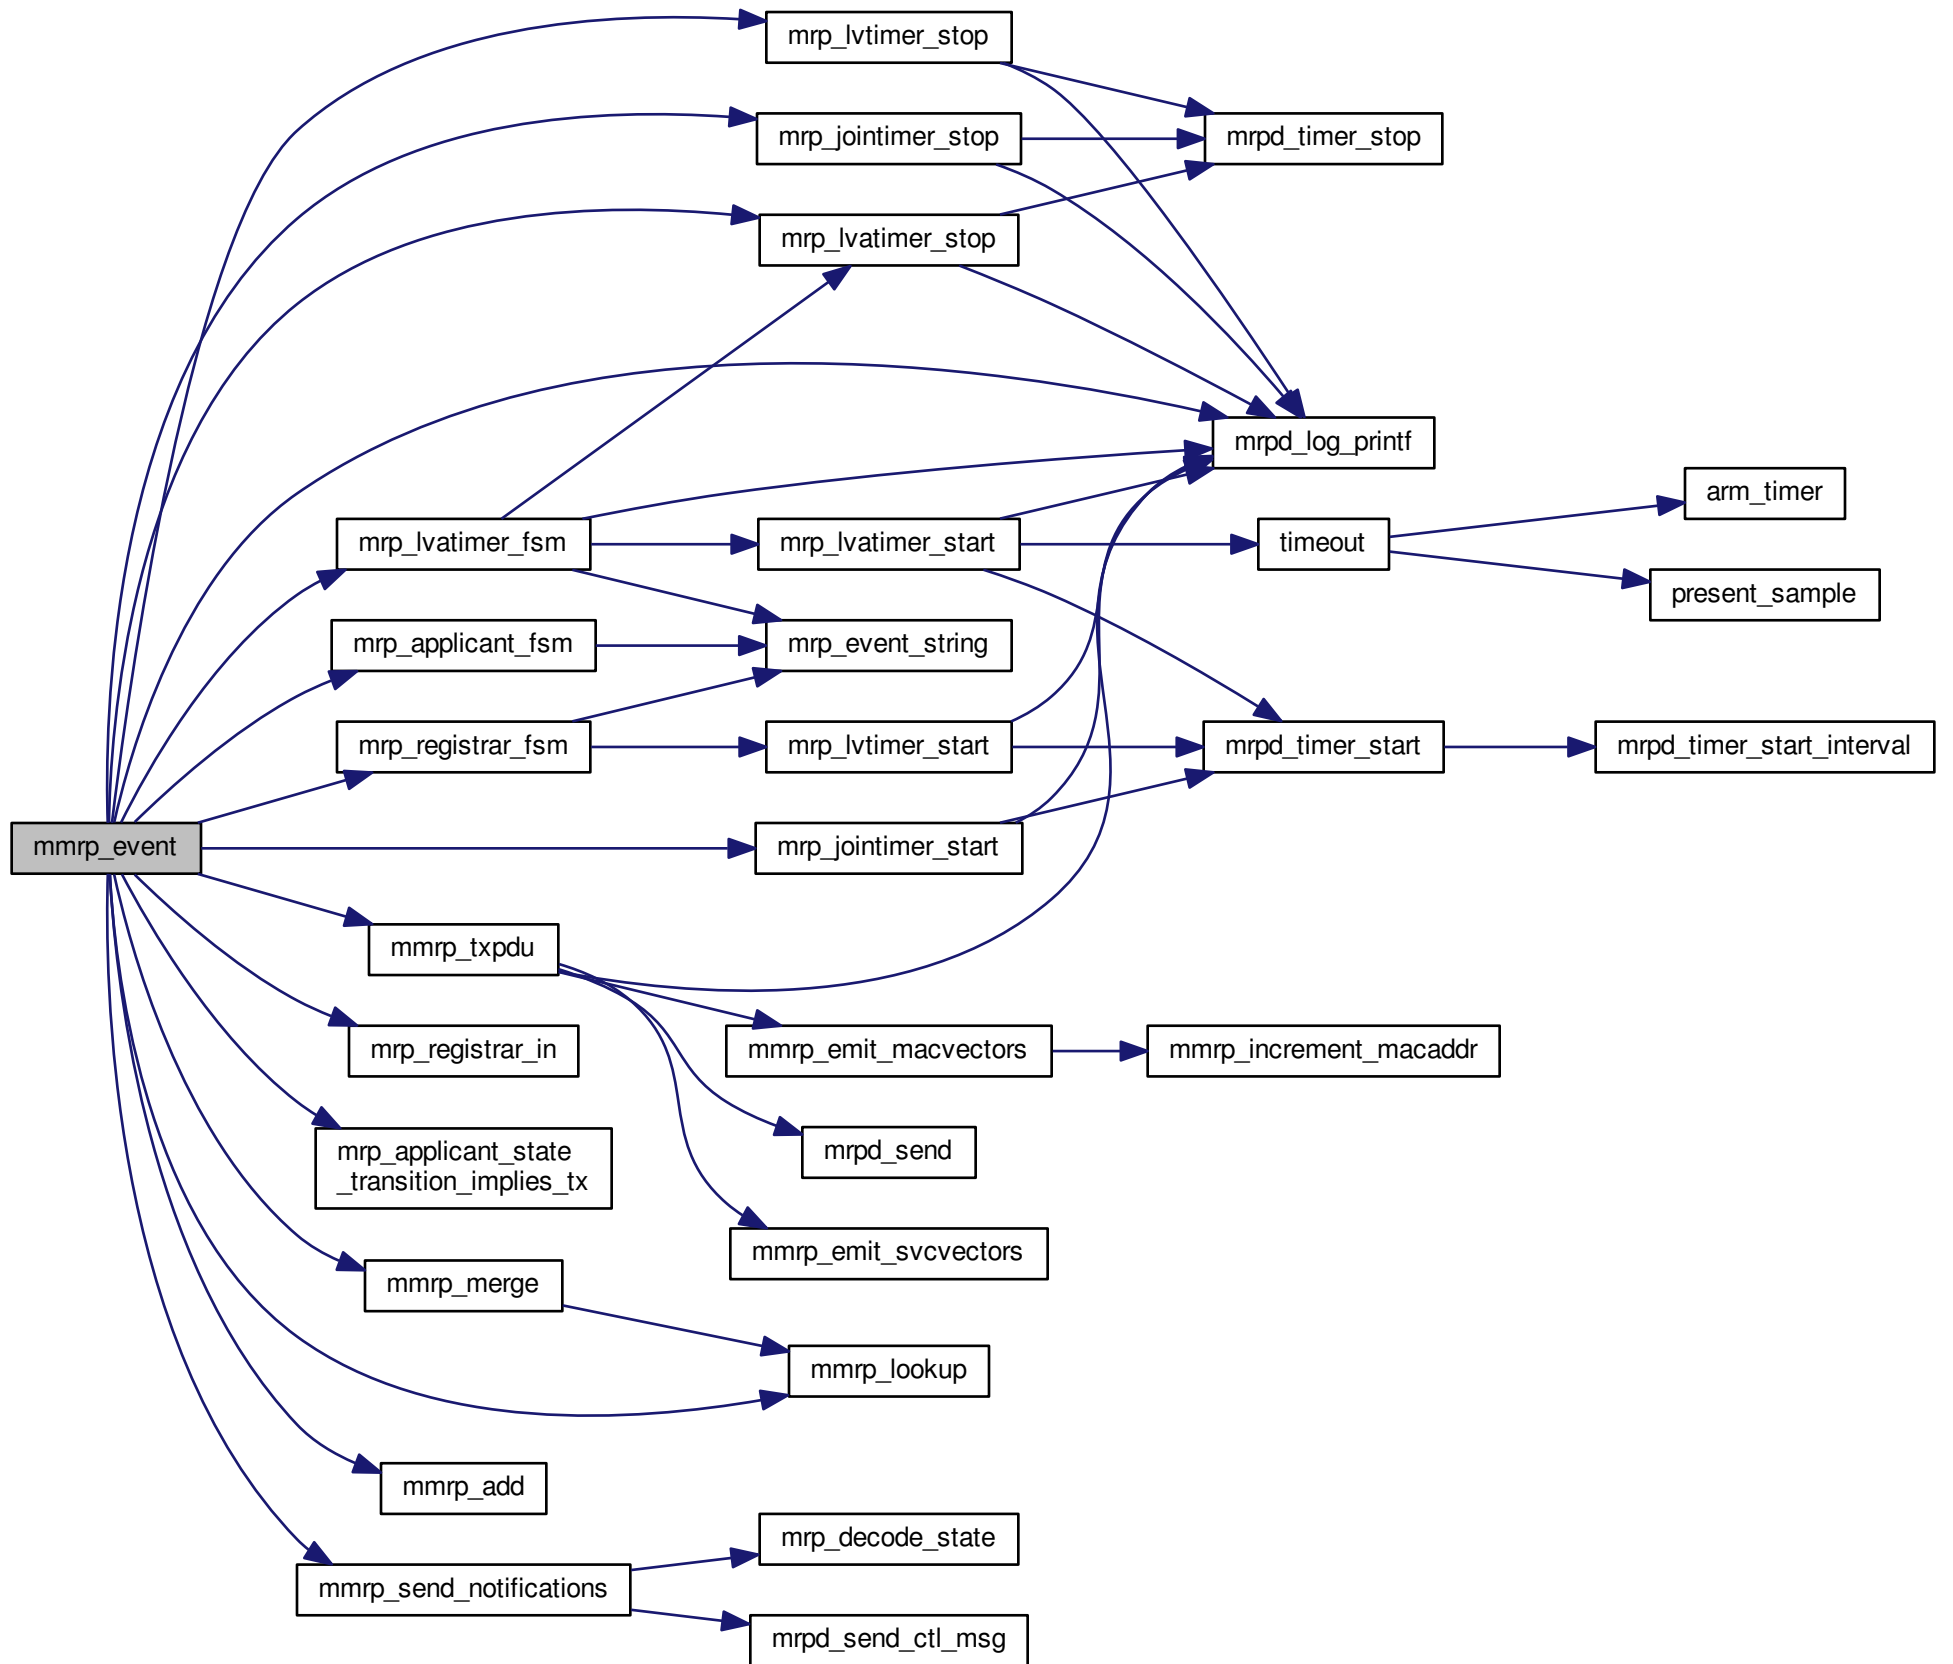 mrp_lvtimer_stop
mrp_jointimer_stop
mrpd_timer_stop
mrp_lvatimer_stop
mrpd_log_printf
arm_timer
mrp_lvatimer_fsm
mrp_lvatimer_start
timeout
present_sample
mrp_applicant_fsm
mrp_event_string
mrp_registrar_fsm
mrp_lvtimer_start
mrpd_timer_start
mrpd_timer_start_interval
mmrp_event
mrp_jointimer_start
mmrp_txpdu
mrp_registrar_in
mmrp_emit_macvectors
mmrp_increment_macaddr
mrp_applicant_state
_transition_implies_tx
mrpd_send
mmrp_emit_svcvectors
mmrp_merge
mmrp_lookup
mmrp_add
mrp_decode_state
mmrp_send_notifications
mrpd_send_ctl_msg